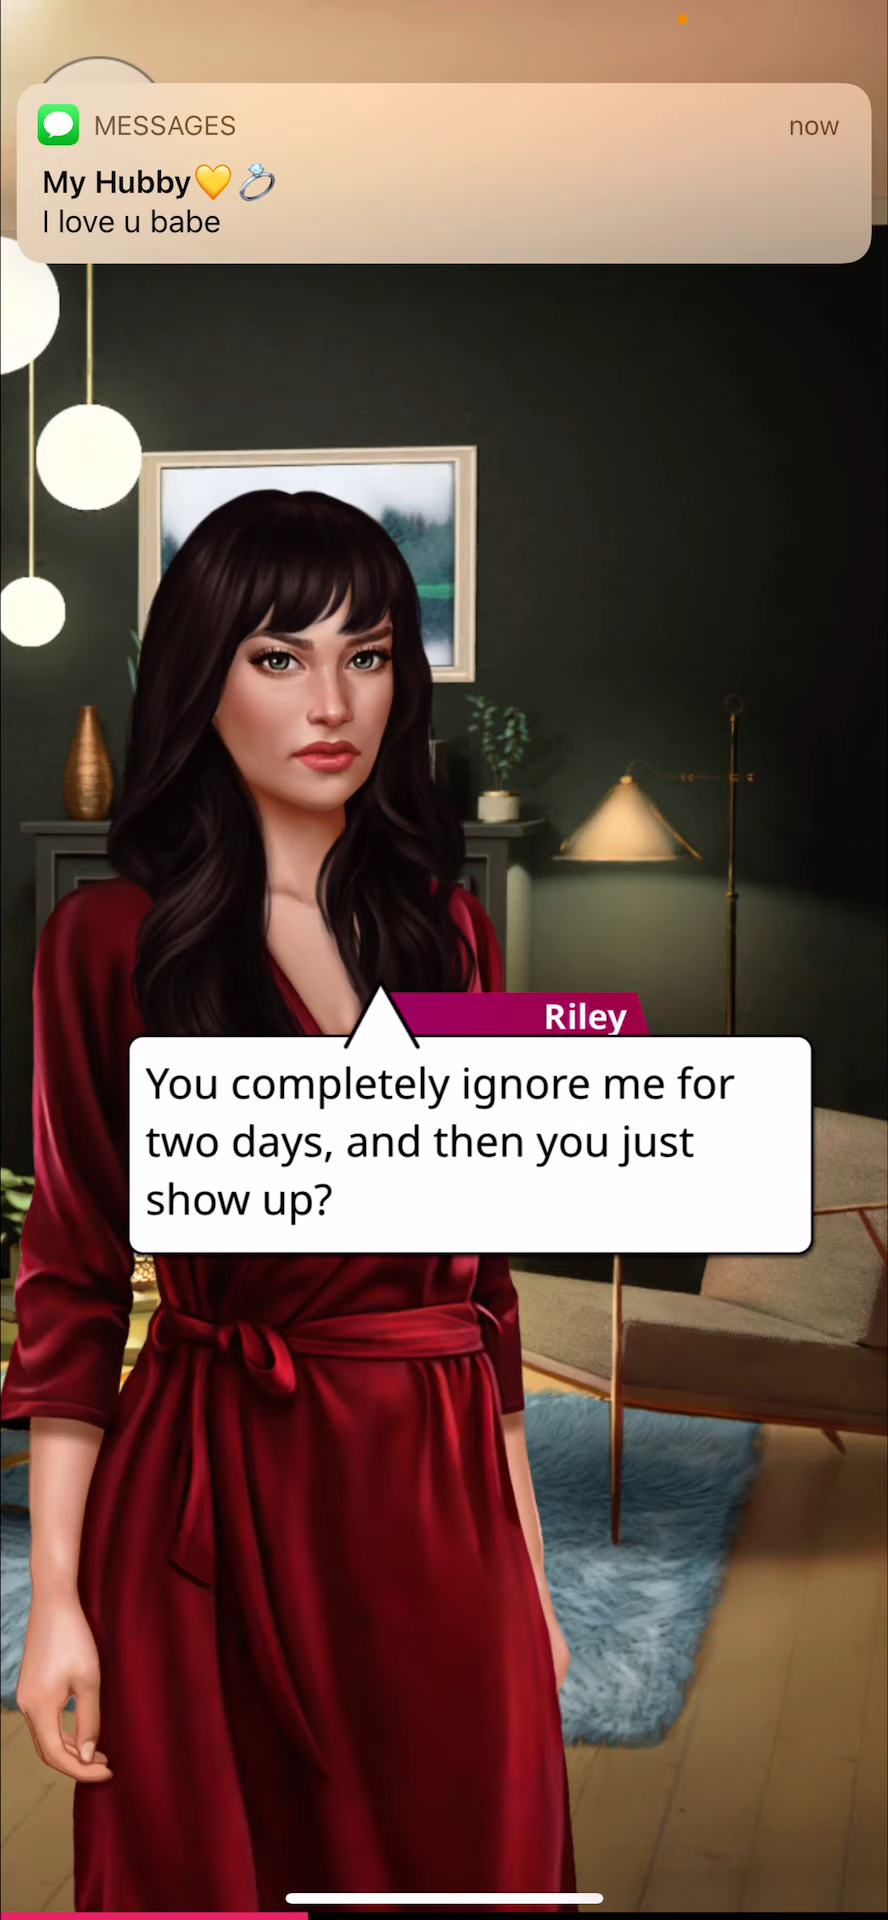 MESSAGES now
My Hubby💛💍
I love u babe
Riley
You completely ignore me for
two days, and then you just
show up?